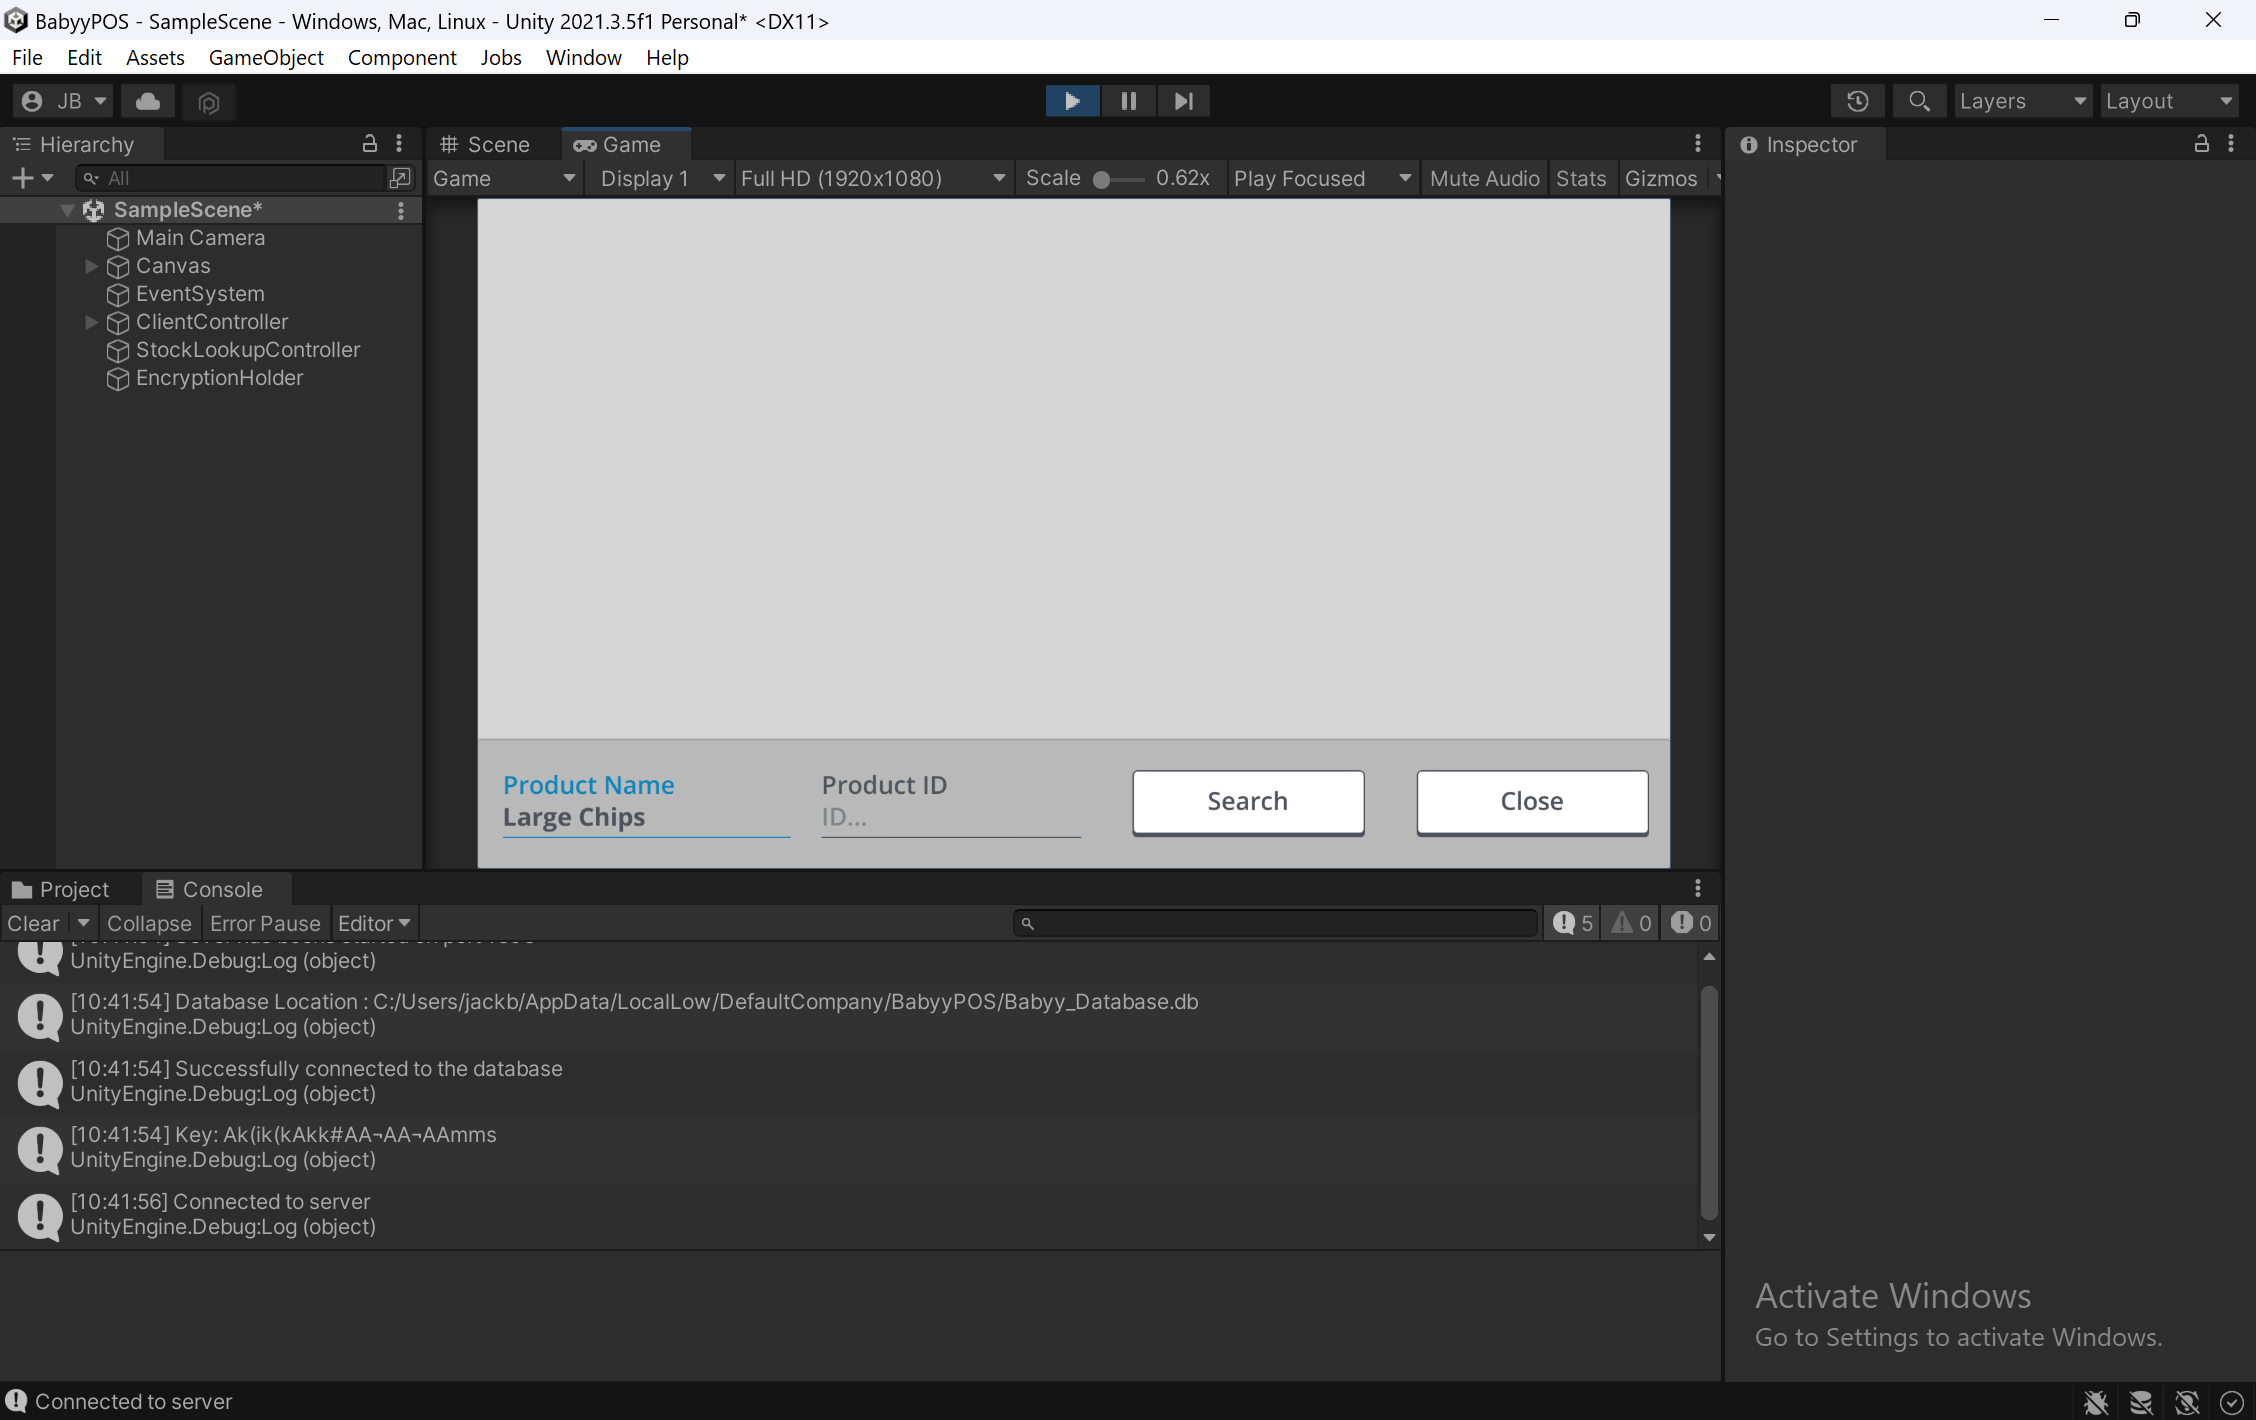 BabyyPOS - SampleScene - Windows, Mac, Linux - Unity 2021.3.5f1 Personal* <DX11>
File Edit Assets GameObject Component Jobs Window Help
JB Layers Layout
Hierarchy
All
SampleScene*
Main Camera
Canvas
EventSystem
ClientController
StockLookupController
EncryptionHolder
Scene Game
Game Display 1 Full HD (1920x1080) Scale 0.62x Play Focused Mute Audio Stats Gizmos
Product Name
Large Chips
Product ID
ID...
Search
Close
Inspector
Project Console
Clear Collapse Error Pause Editor 5 0 0
UnityEngine.Debug:Log (object)
[10:41:54] Database Location : C:/Users/jackb/AppData/LocalLow/DefaultCompany/BabyyPOS/Babyy_Database.db
UnityEngine.Debug:Log (object)
[10:41:54] Successfully connected to the database
UnityEngine.Debug:Log (object)
[10:41:54] Key: Ak(ik(kAkk#AA¬AA¬AAmms
UnityEngine.Debug:Log (object)
[10:41:56] Connected to server
UnityEngine.Debug:Log (object)
Activate Windows
Go to Settings to activate Windows.
Connected to server